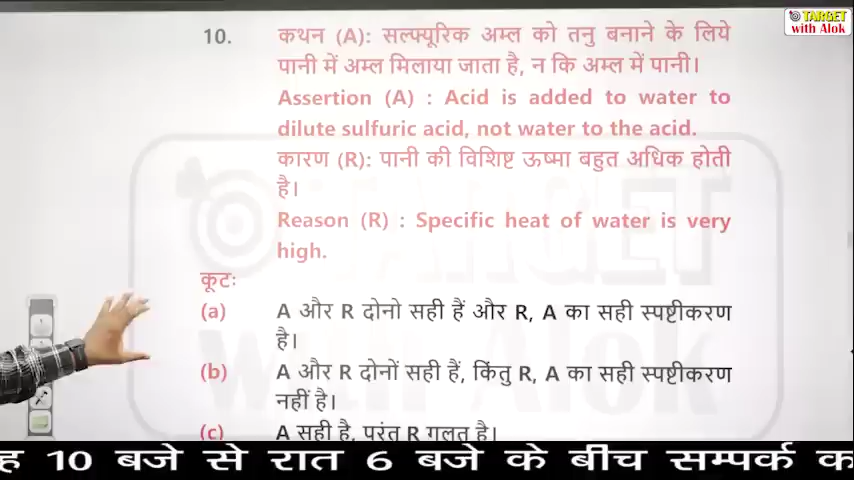 TARGET
with Alok
10. कथन (A): सल्फ्यूरिक अम्ल को तनु बनाने के लिये
पानी में अम्ल मिलाया जाता है, न कि अम्ल में पानी।
Assertion (A) : Acid is added to water to
dilute sulfuric acid, not water to the acid.
कारण (R): पानी की विशिष्ट ऊष्मा बहुत अधिक होती
है।
Reason (R) : Specific heat of water is very
high.
कूटः
(a) A और R दोनो सही हैं और R, A का सही स्पष्टीकरण
है।
(b) A और R दोनों सही हैं, किंतु R, A का सही स्पष्टीकरण
नहीं है।
(c) A सही है, परंतु R गलत है।
TARGET
with Alok
ह 10 बजे से रात 6 बजे के बीच सम्पर्क क